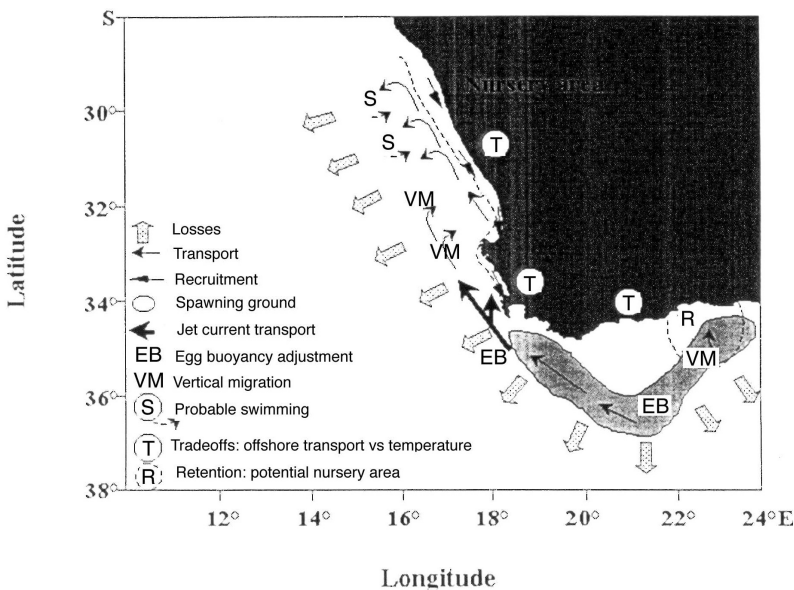 S
Nursery area
30°
S
T
S
32°
VM
VM
Latitude
Losses
Transport
Recruitment
Spawning ground
Jet current transport
EB Egg buoyancy adjustment
VM Vertical migration
S Probable swimming
T Tradeoffs: offshore transport vs temperature
R Retention: potential nursery area
34°
T
T
R
EB
VM
EB
36°
38°
12° 14° 16° 18° 20° 22° 24°E
Longitude